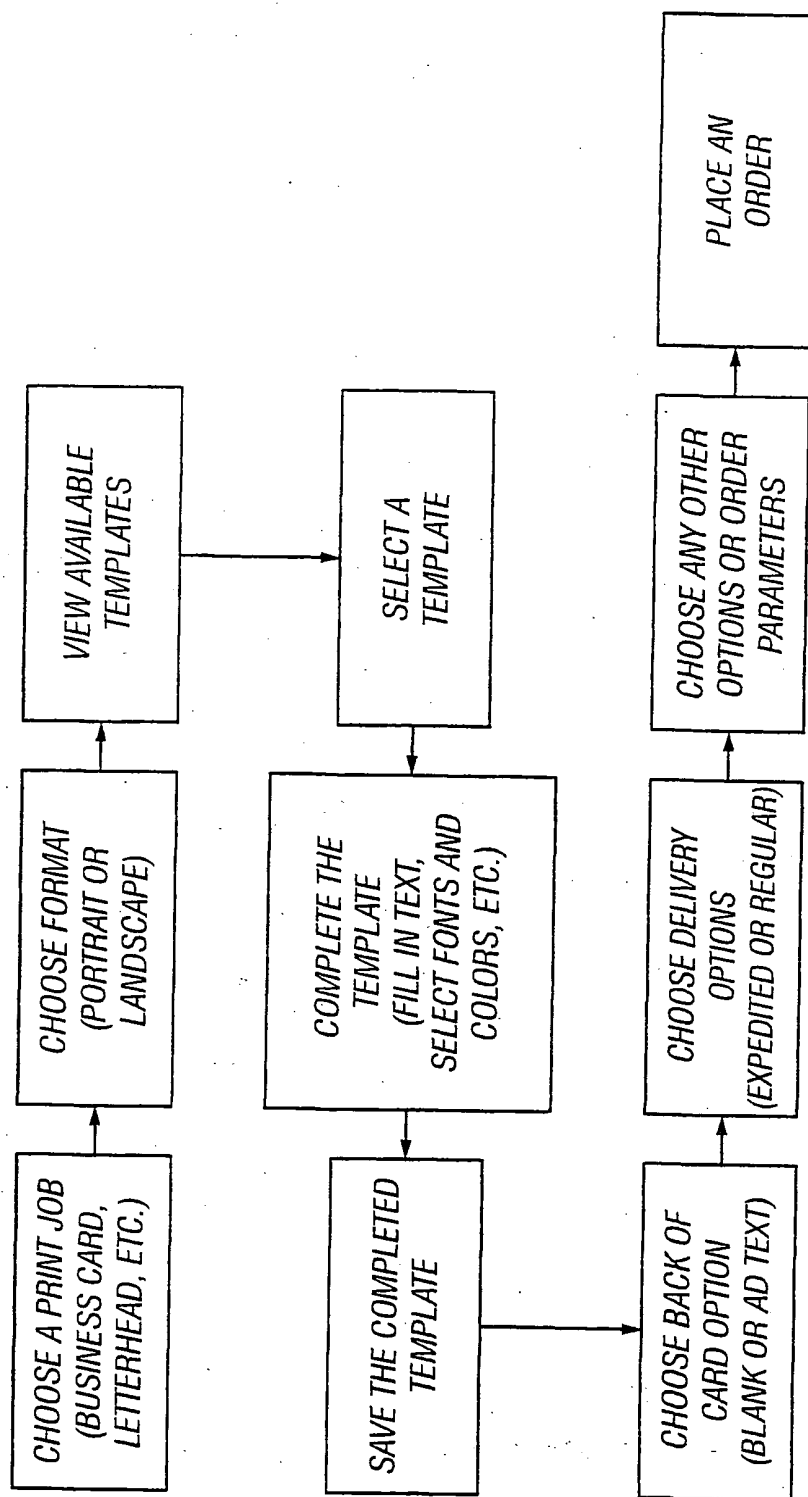 CHOOSE A PRINT JOB
(BUSINESS CARD,
LETTERHEAD, ETC.)
CHOOSE FORMAT
(PORTRAIT OR
LANDSCAPE)
VIEW AVAILABLE
TEMPLATES
SELECT A
TEMPLATE
COMPLETE THE
TEMPLATE
(FILL IN TEXT,
SELECT FONTS AND
COLORS, ETC.)
SAVE THE COMPLETED
TEMPLATE
CHOOSE BACK OF
CARD OPTION
(BLANK OR AD TEXT)
CHOOSE DELIVERY
OPTIONS
(EXPEDITED OR REGULAR)
CHOOSE ANY OTHER
OPTIONS OR ORDER
PARAMETERS
PLACE AN
ORDER